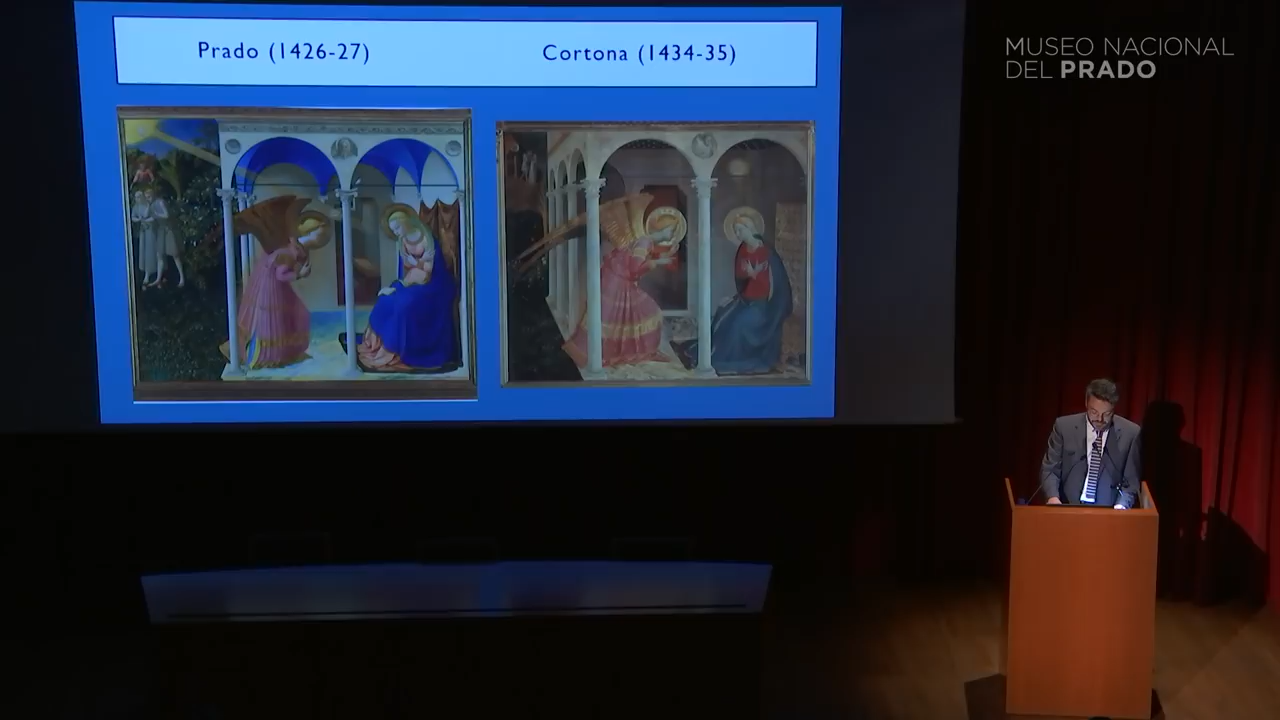 Prado (1426-27)
Cortona (1434-35)
MUSEO NACIONAL
DEL PRADO